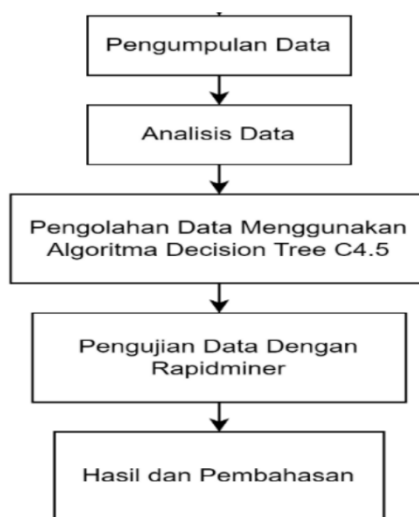 Pengumpulan Data
Analisis Data
Pengolahan Data Menggunakan
Algoritma Decision Tree C4.5
Pengujian Data Dengan
Rapidminer
Hasil dan Pembahasan